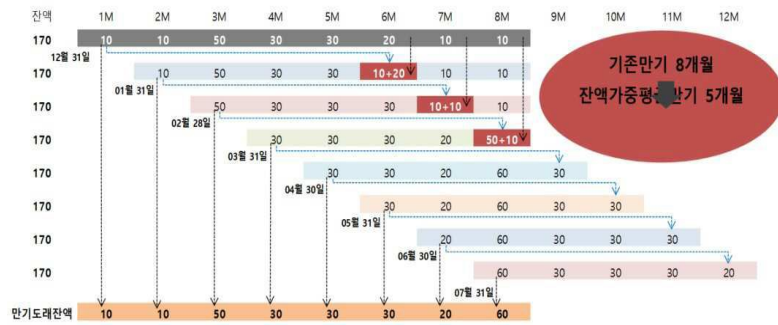 잔액 1M 2M 3M 4M 5M 6M 7M 8M 9M 10M 11M 12M
170 10 10 50 30 30 20 10 10
12월 31일
170 10 50 30 30 10+20 10 10
01월 31일
170 50 30 30 30 10+10 10
02월 28일
170 30 30 30 20 50+10
03월 31일
170 30 30 20 60 30
04월 30일
170 30 20 60 30 30
05월 31일
170 20 60 30 30 30
06월 30일
170 60 30 30 30 20
07월 31일
만기도래잔액 10 10 50 30 30 30 20 60
기존만기 8개월
잔액가중평균만기 5개월